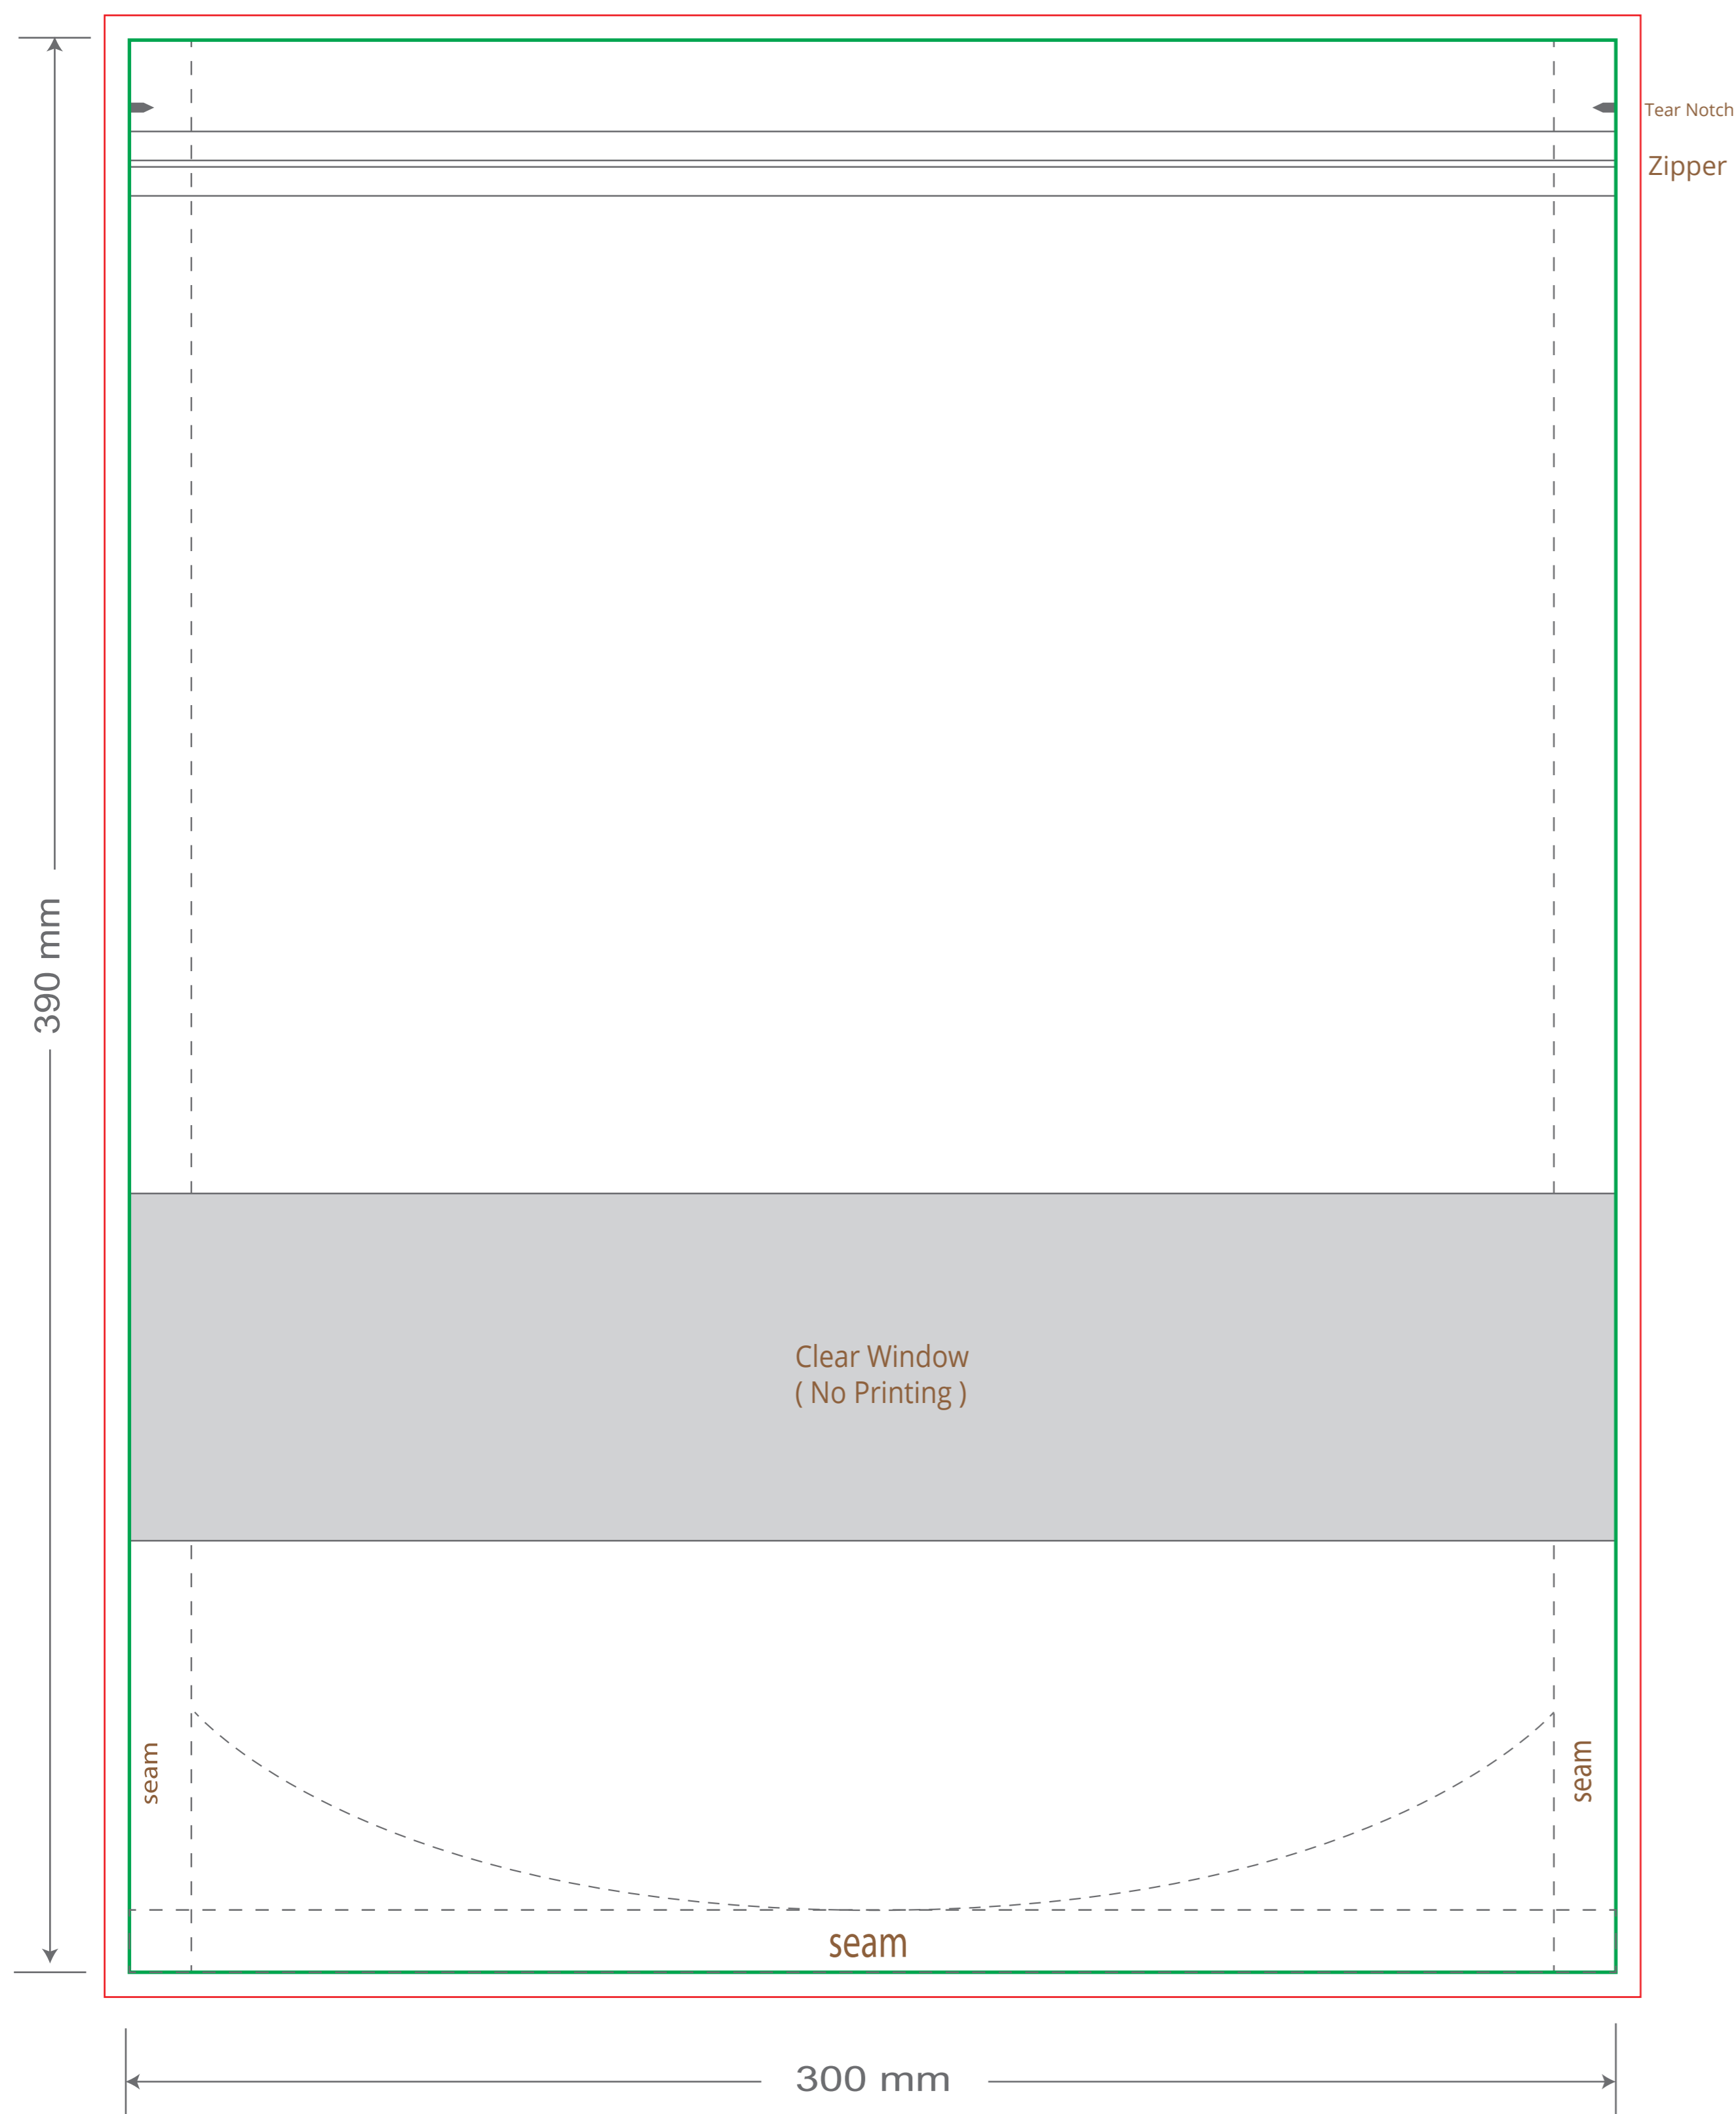 Tear Notch
Zipper
390 mm
Clear Window
( No Printing )
seam
seam
seam
300 mm